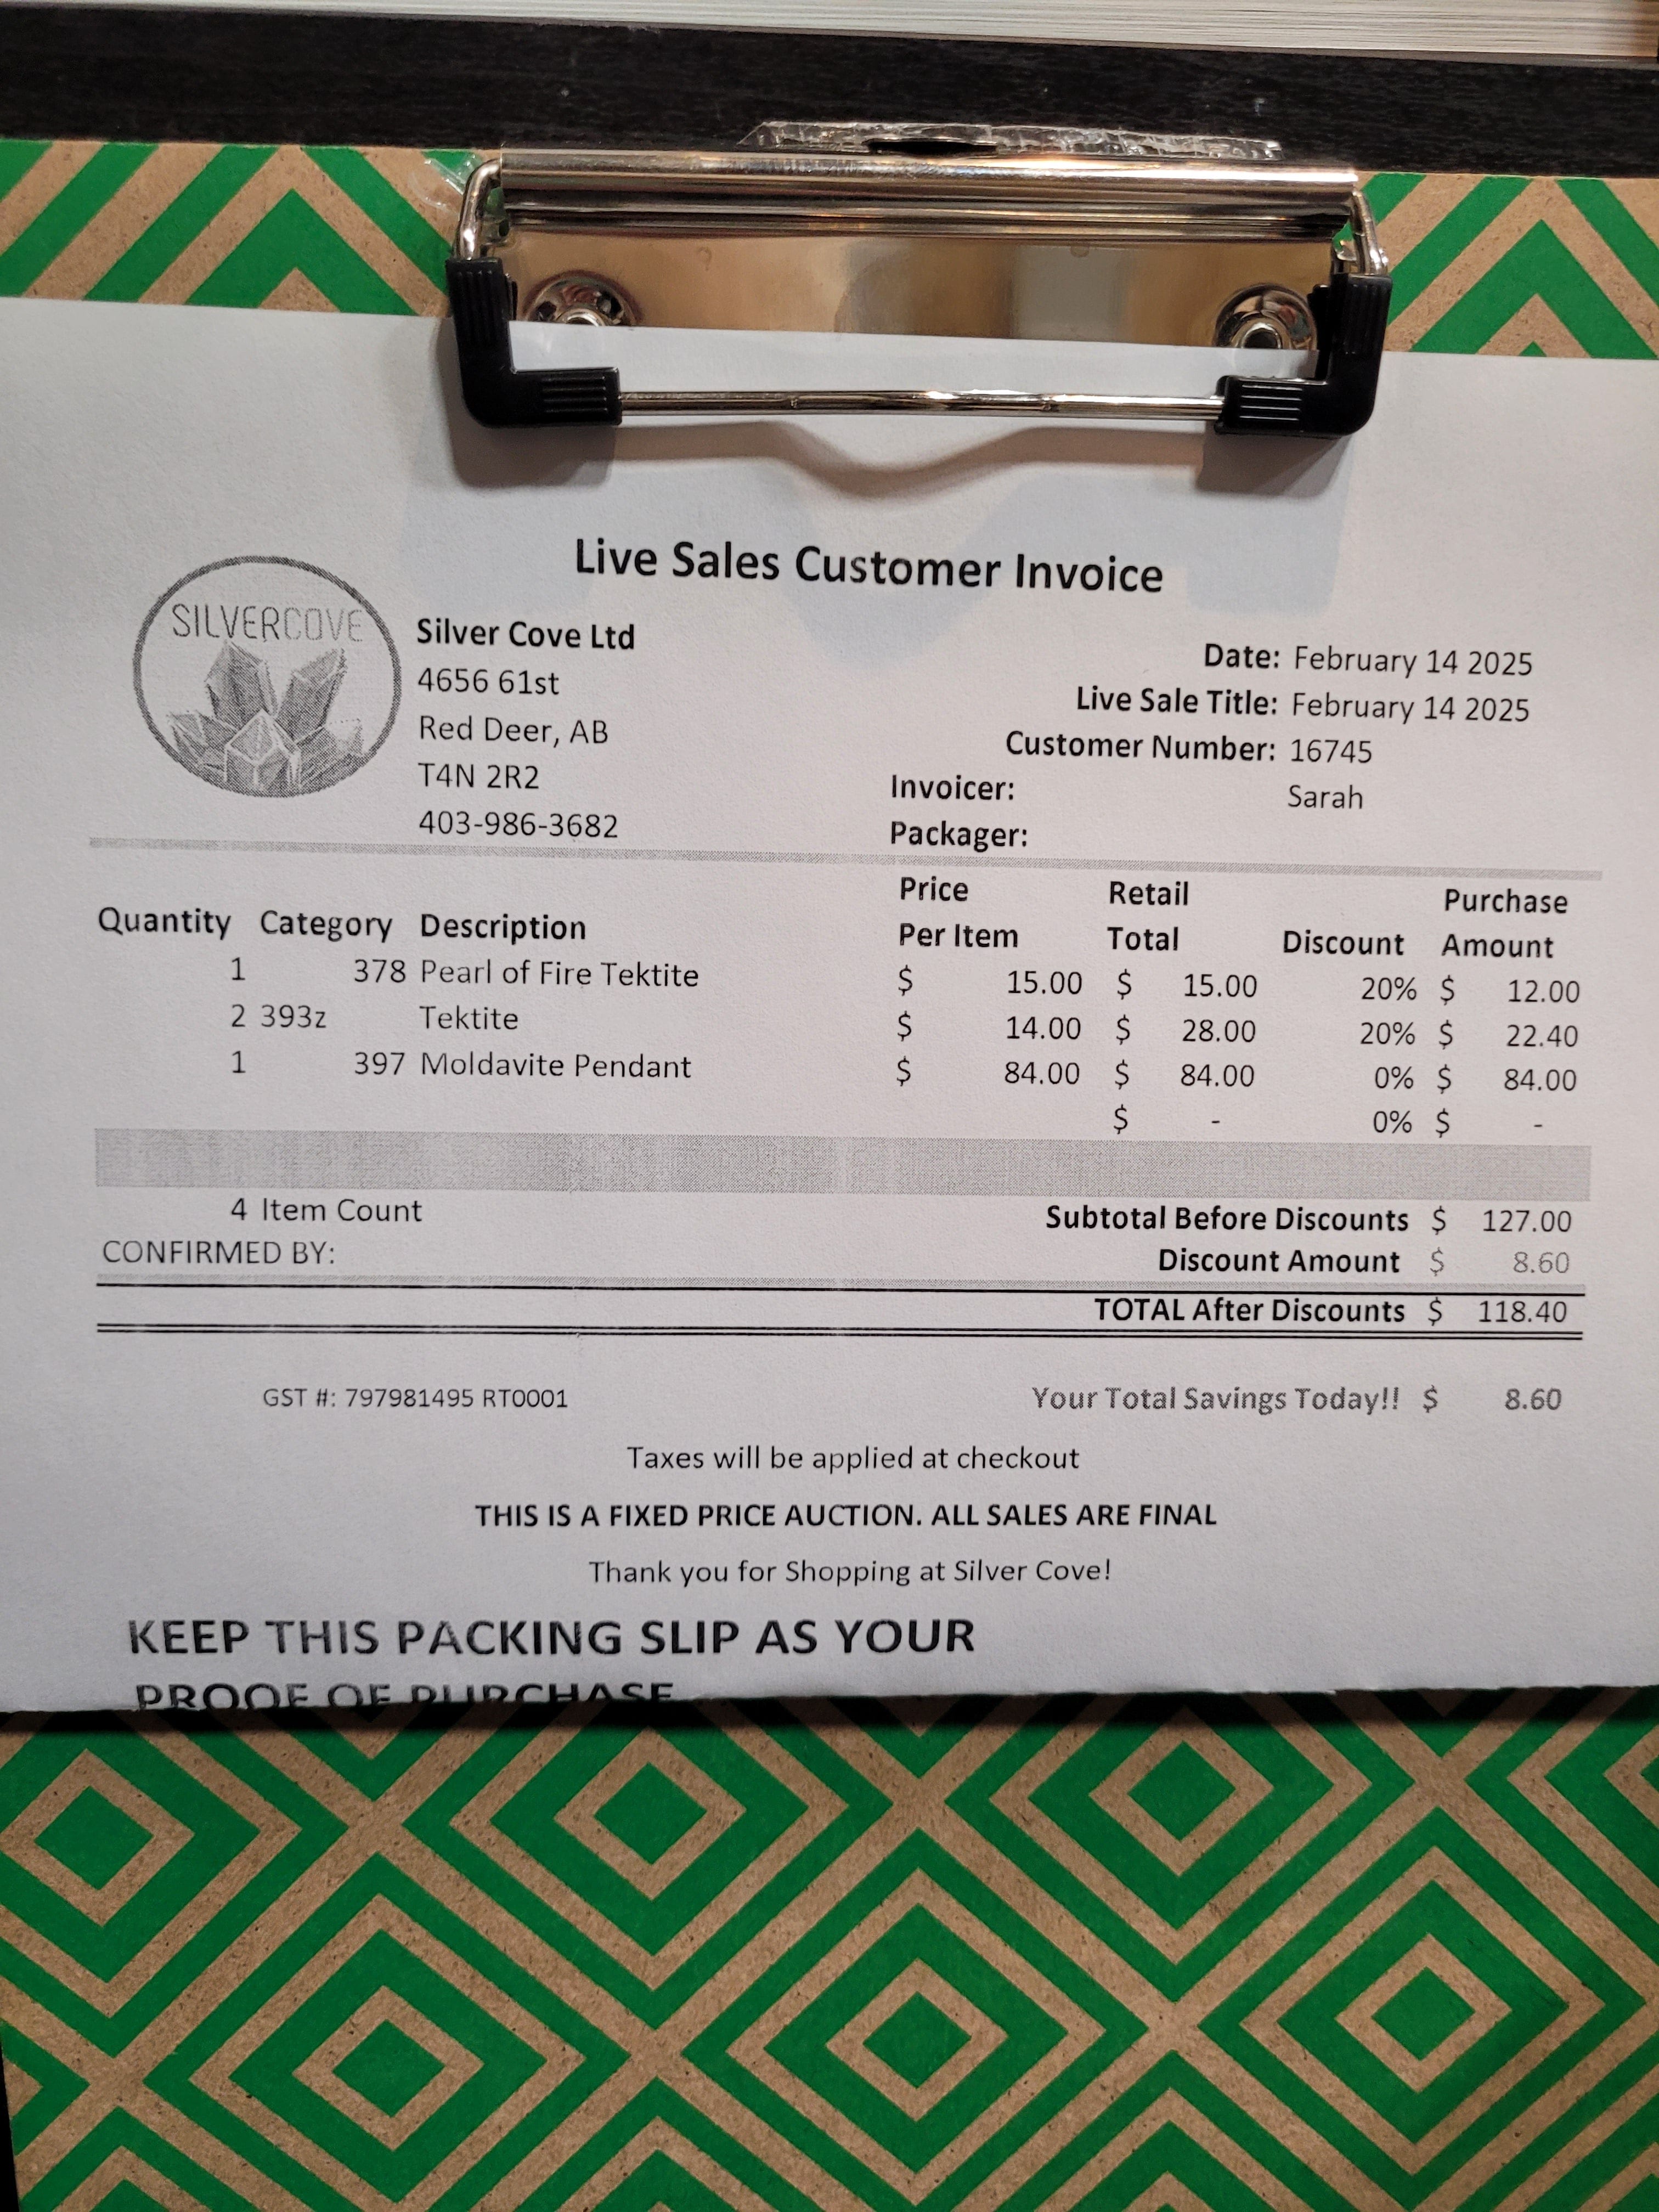 Live Sales Customer Invoice
SILVERCOVE
Silver Cove Ltd
4656 61st
Red Deer, AB
T4N 2R2
403-986-3682
Date: February 14 2025
Live Sale Title: February 14 2025
Customer Number: 16745
Invoicer: Sarah
Packager:
Quantity Category Description Price Per Item Retail Total Discount Purchase Amount
1 378 Pearl of Fire Tektite $ 15.00 $ 15.00 20% $ 12.00
2 393z Tektite $ 14.00 $ 28.00 20% $ 22.40
1 397 Moldavite Pendant $ 84.00 $ 84.00 0% $ 84.00
$ - 0% $ -
4 Item Count Subtotal Before Discounts $ 127.00
CONFIRMED BY: Discount Amount $ 8.60
TOTAL After Discounts $ 118.40
GST #: 797981495 RT0001 Your Total Savings Today!! $ 8.60
Taxes will be applied at checkout
THIS IS A FIXED PRICE AUCTION. ALL SALES ARE FINAL
Thank you for Shopping at Silver Cove!
KEEP THIS PACKING SLIP AS YOUR
PROOF OF PURCHASE